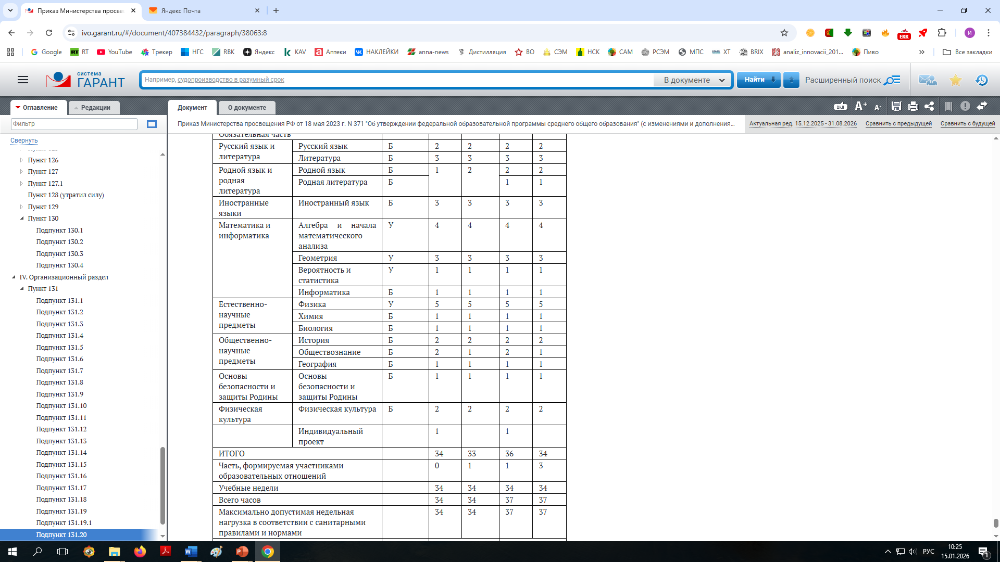 Приказ Министерства просве
Яндекс Почта
ivo.garant.ru/#/document/407384432/paragraph/38063:8
ERR
И
Google
RT
RT
YouTube
Трекер
НГС
RBK
Яндекс
KAV
Аптеки
НАКЛЕЙКИ
anna-news
Дистилляция
ВО
СЭМ
НСК
САМ
РСЭМ
МПС
ХТ
BRIX
analiz_innovacii_201...
Пиво
Все закладки
система
ГАРАНТ
Например, судопроизводство в разумный срок
В документе
Найти
Расширенный поиск
Оглавление
Редакции
Документ
О документе
вкл
A+
A-
Фильтр
Приказ Министерства просвещения РФ от 18 мая 2023 г. N 371 "Об утверждении федеральной образовательной программы среднего общего образования" (с изменениями и дополнения...
Актуальная ред. 15.12.2025 - 31.08.2026
Сравнить с предыдущей
Сравнить с будущей
Свернуть
Пункт 126
Пункт 127
Пункт 127.1
Пункт 128 (утратил силу)
Пункт 129
Пункт 130
Подпункт 130.1
Подпункт 130.2
Подпункт 130.3
Подпункт 130.4
IV. Организационный раздел
Пункт 131
Подпункт 131.1
Подпункт 131.2
Подпункт 131.3
Подпункт 131.4
Подпункт 131.5
Подпункт 131.6
Подпункт 131.7
Подпункт 131.8
Подпункт 131.9
Подпункт 131.10
Подпункт 131.11
Подпункт 131.12
Подпункт 131.13
Подпункт 131.14
Подпункт 131.15
Подпункт 131.16
Подпункт 131.17
Подпункт 131.18
Подпункт 131.19
Подпункт 131.19.1
Подпункт 131.20
Обязательная часть
Русский язык и литература Русский язык Б 2 2 2 2
Литература Б 3 3 3 3
Родной язык и родная литература Родной язык Б 1 2 2 2
Родная литература Б 1 1
Иностранные языки Иностранный язык Б 3 3 3 3
Математика и информатика Алгебра и начала математического анализа У 4 4 4 4
Геометрия У 3 3 3 3
Вероятность и статистика У 1 1 1 1
Информатика Б 1 1 1 1
Естественно-научные предметы Физика У 5 5 5 5
Химия Б 1 1 1 1
Биология Б 1 1 1 1
Общественно-научные предметы История Б 2 2 2 2
Обществознание Б 2 1 2 1
География Б 1 1 1 1
Основы безопасности и защиты Родины Основы безопасности и защиты Родины Б 1 1 1 1
Физическая культура Физическая культура Б 2 2 2 2
Индивидуальный проект 1 1
ИТОГО 34 33 36 34
Часть, формируемая участниками образовательных отношений 0 1 1 3
Учебные недели 34 34 34 34
Всего часов 34 34 37 37
Максимально допустимая недельная нагрузка в соответствии с санитарными правилами и нормами 34 34 37 37
РУС
10:25
15.01.2026
1